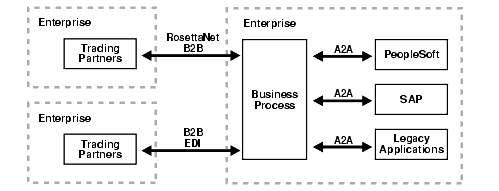 Enterprise
Trading
Partners
RosettaNet
B2B
Enterprise
Trading
Partners
B2B
EDI
Enterprise
Business
Process
A2A
PeopleSoft
A2A
SAP
A2A
Legacy
Applications